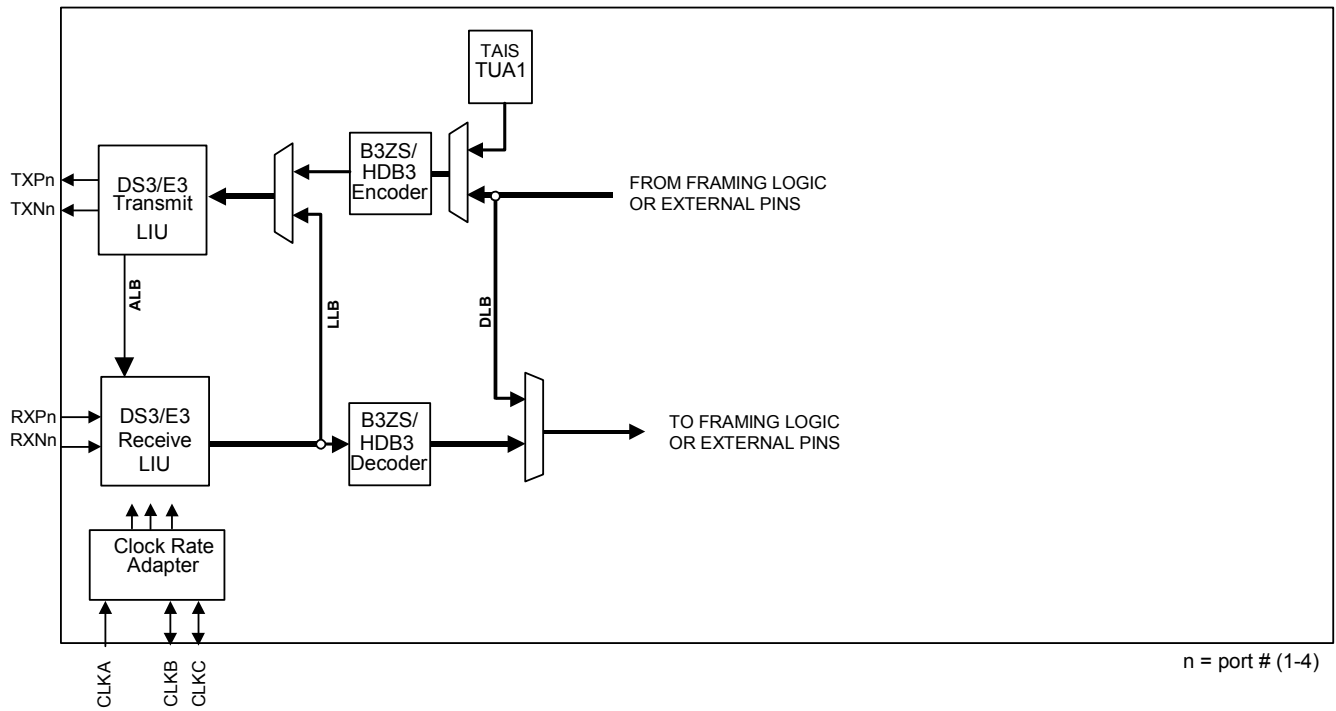 TAIS
TUA1
B3ZS/
HDB3
Encoder
TXPn
TXNn
DS3/E3
Transmit
LIU
FROM FRAMING LOGIC
OR EXTERNAL PINS
ALB
LLB
DLB
RXPn
RXNn
DS3/E3
Receive
LIU
B3ZS/
HDB3
Decoder
TO FRAMING LOGIC
OR EXTERNAL PINS
Clock Rate
Adapter
CLKA
CLKB
CLKC
n = port # (1-4)